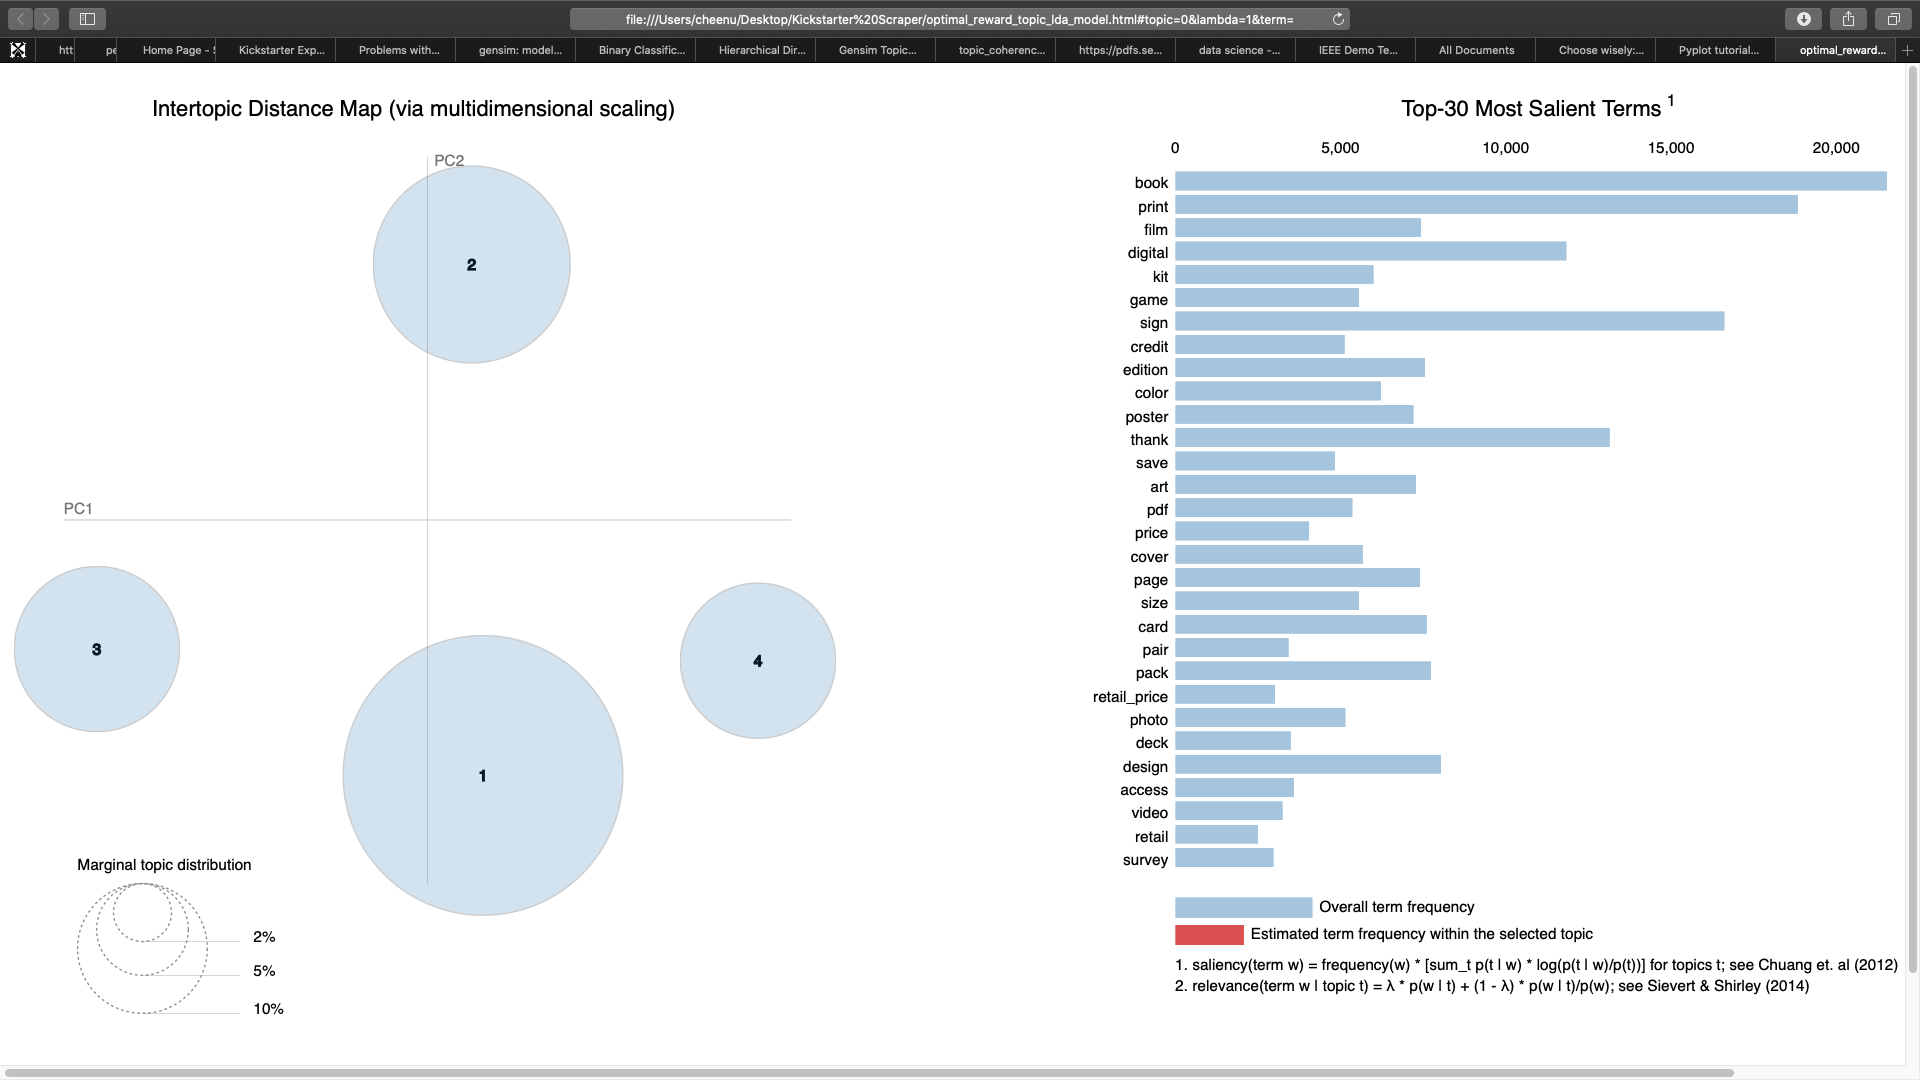 file:///Users/cheenu/Desktop/Kickstarter%20Scraper/optimal_reward_topic_lda_model.html#topic=0&lambda=1&term=
htt
pe
Home Page - S
Kickstarter Exp...
Problems with...
gensim: model...
Binary Classific...
Hierarchical Dir...
Gensim Topic...
topic_coherenc...
https://pdfs.se...
data science -...
IEEE Demo Te...
All Documents
Choose wisely:...
Pyplot tutorial...
optimal_reward...
Intertopic Distance Map (via multidimensional scaling)
PC2
2
PC1
3
4
1
Marginal topic distribution
2%
5%
10%
Top-30 Most Salient Terms 1
0 5,000 10,000 15,000 20,000
book
print
film
digital
kit
game
sign
credit
edition
color
poster
thank
save
art
pdf
price
cover
page
size
card
pair
pack
retail_price
photo
deck
design
access
video
retail
survey
Overall term frequency
Estimated term frequency within the selected topic
1. saliency(term w) = frequency(w) * [sum_t p(t | w) * log(p(t | w)/p(t))] for topics t; see Chuang et. al (2012)
2. relevance(term w | topic t) = λ * p(w | t) + (1 - λ) * p(w | t)/p(w); see Sievert & Shirley (2014)